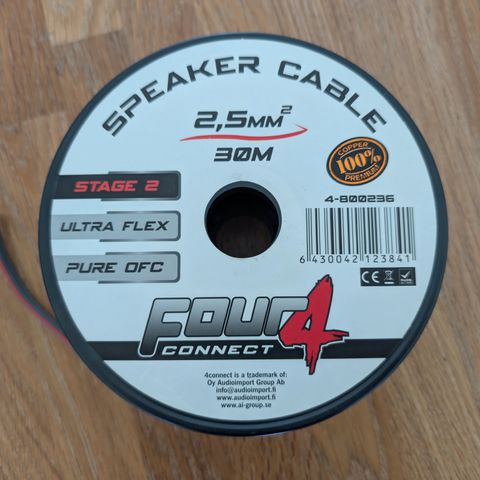 SPEAKER CABLE
2,5MM²
30M
COPPER
100%
PREMIUM
STAGE 2
4-800236
ULTRA FLEX
6 430042 123841
PURE OFC
CE
FOUR4
CONNECT
4connect is a trademark of:
Oy Audioimport Group Ab
info@audioimport.fi
www.audioimport.fi
www.ai-group.se